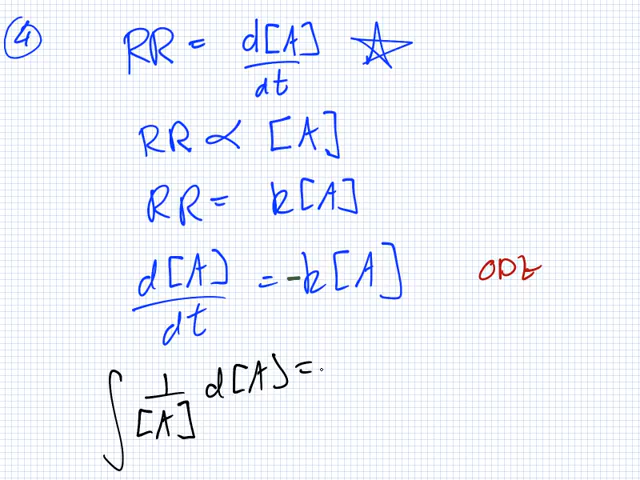 ④ RR = d[A]/dt ☆
RR ∝ [A]
RR = k[A]
d[A]/dt = -k[A] ODE
∫ 1/[A] d[A] =